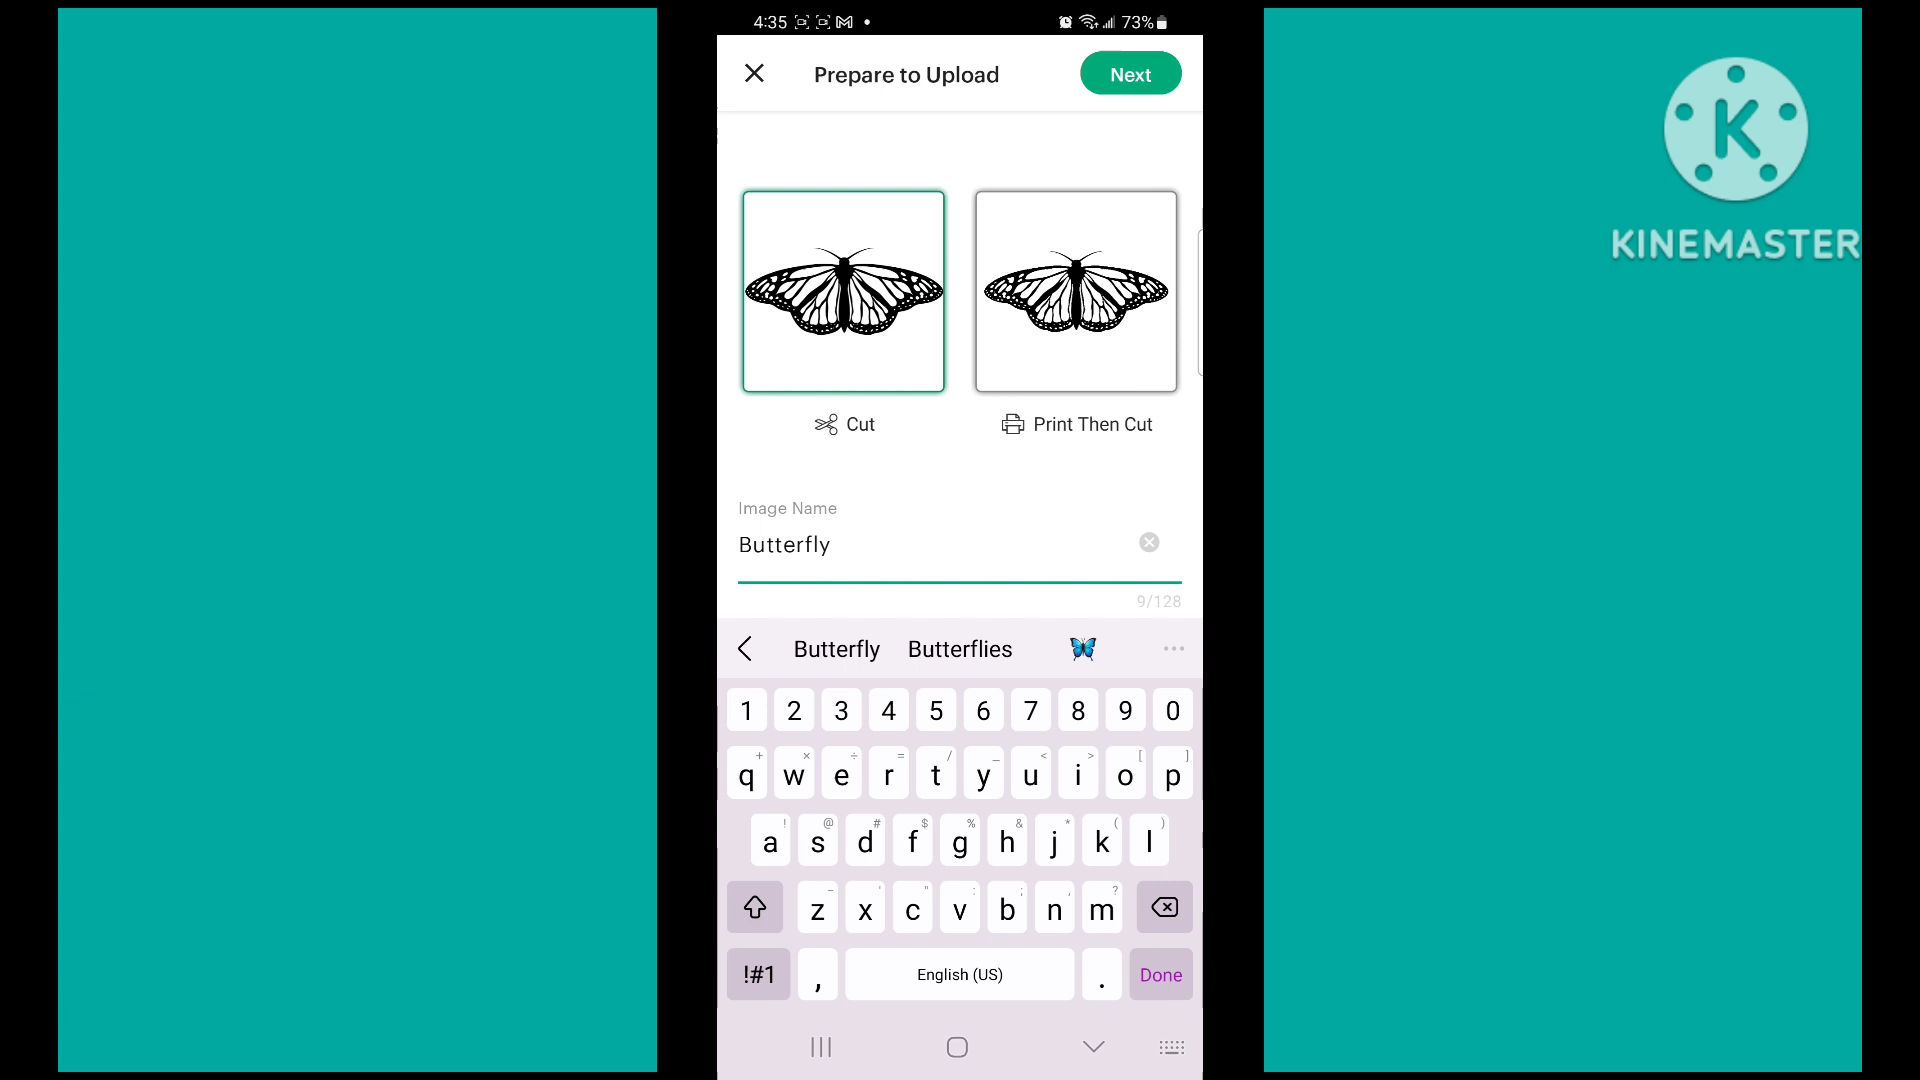 4:35 73%
Prepare to Upload Next
K
KINEMASTER
Cut Print Then Cut
Image Name
Butterfly
9/128
Butterfly Butterflies
1 2 3 4 5 6 7 8 9 0
+ × ÷ = / _ < > [ ]
q w e r t y u i o p
! @ # $ % & * ( )
a s d f g h j k l
- ' " : ; , ?
z x c v b n m
!#1 , English (US) . Done